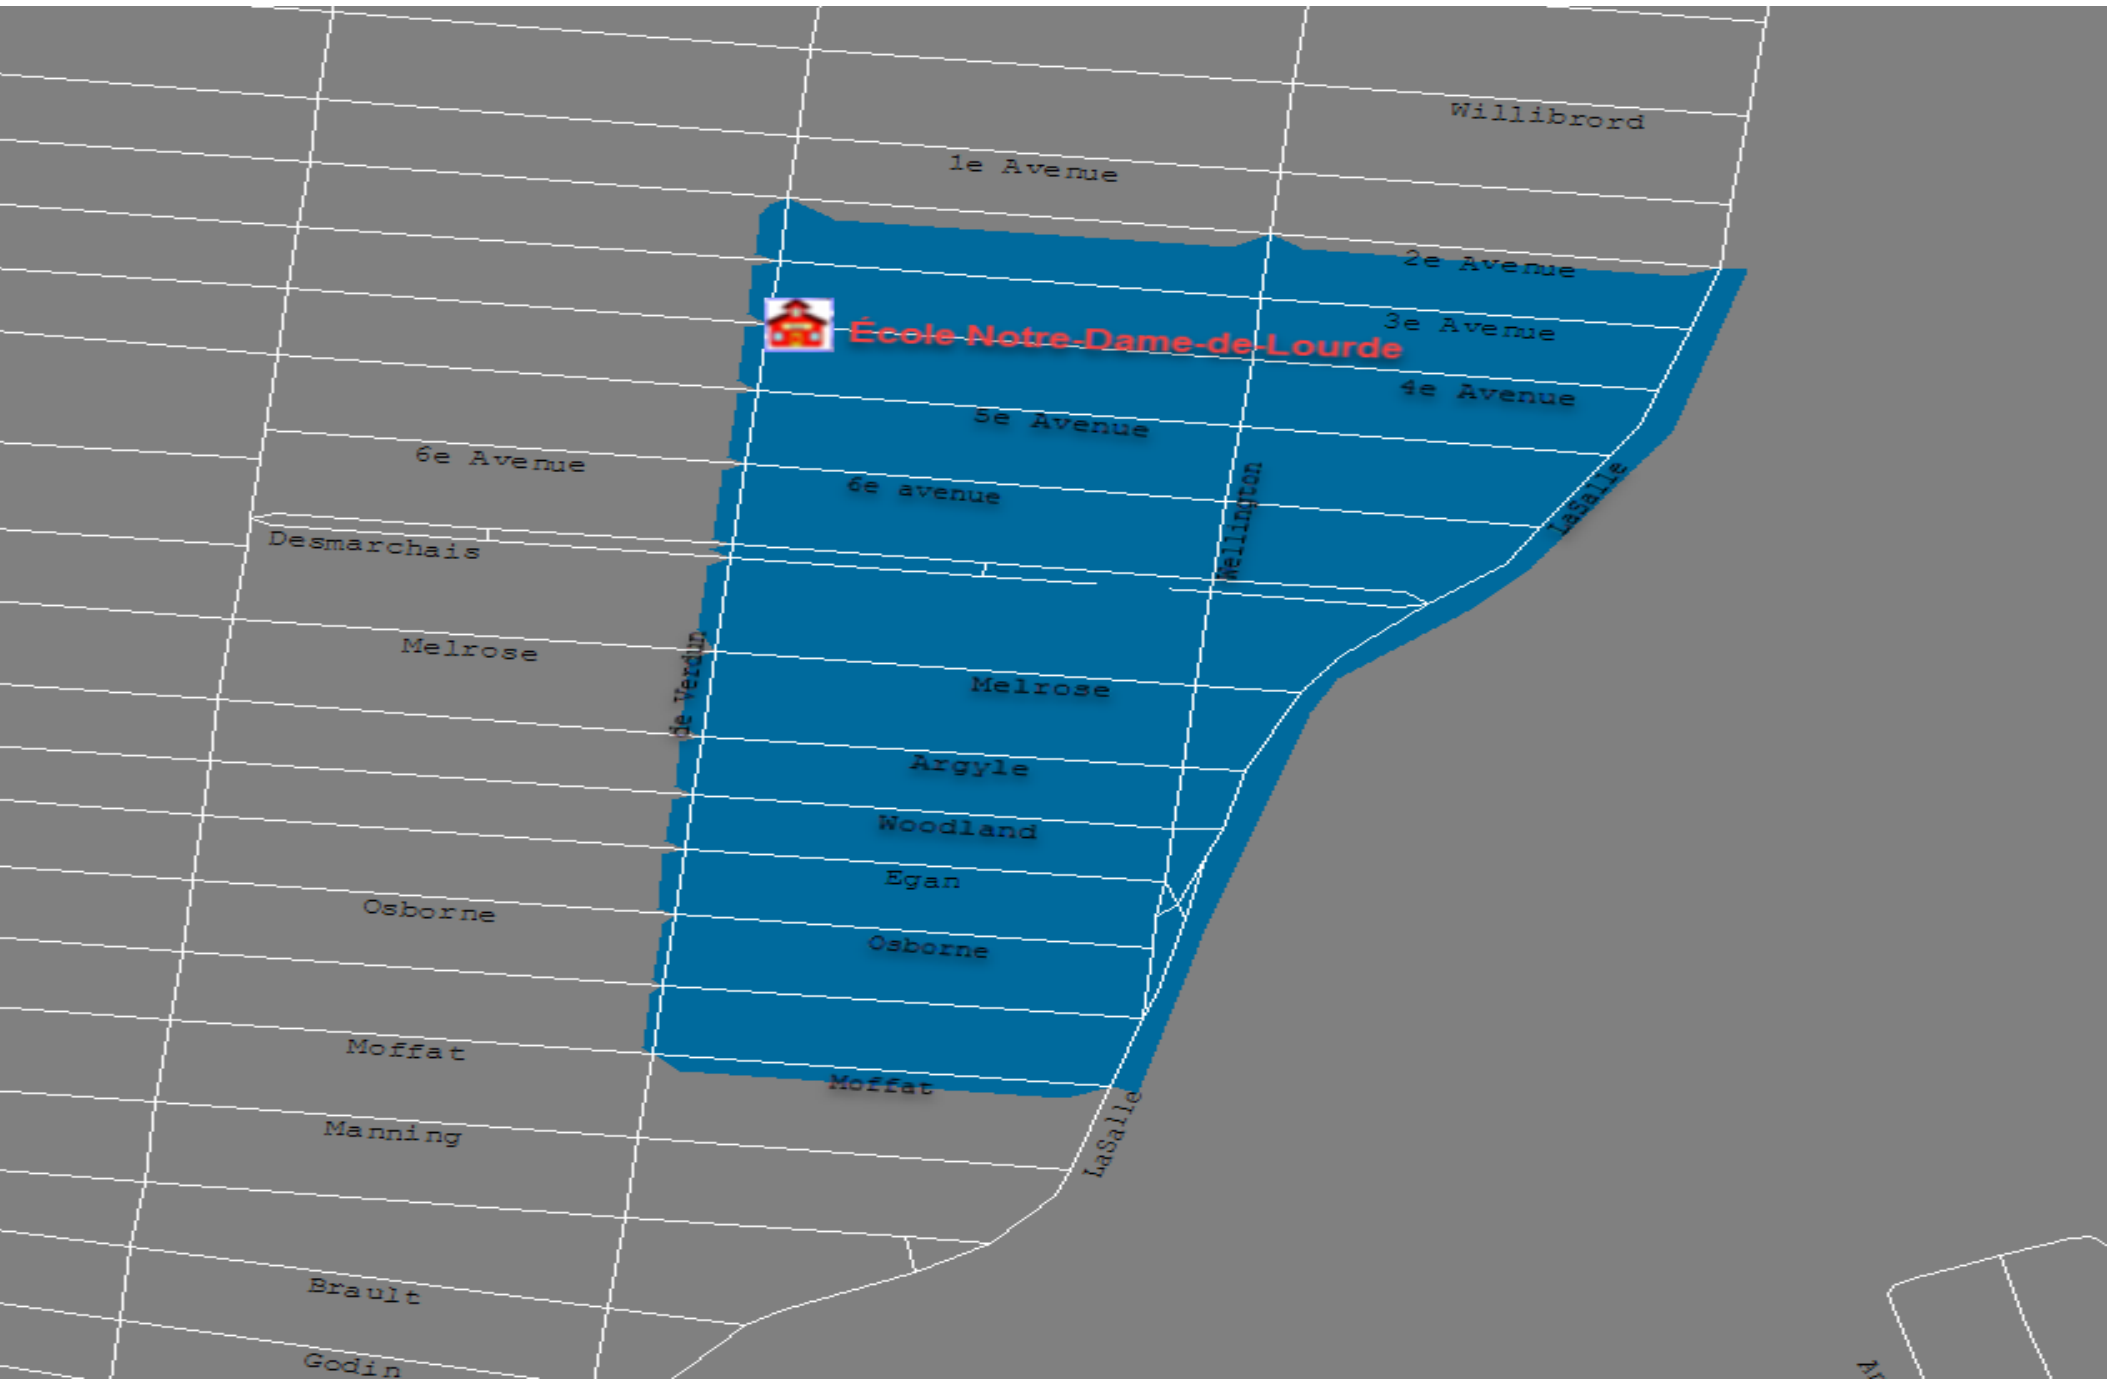 Willibrord
1e Avenue
2e Avenue
3e Avenue
École Notre-Dame-de-Lourde
4e Avenue
5e Avenue
6e Avenue
6e avenue
Wellington
LaSalle
Desmarchais
Melrose
de Verdun
Melrose
Argyle
Woodland
Egan
Osborne
Osborne
Moffat
Moffat
LaSalle
Manning
Brault
Godin